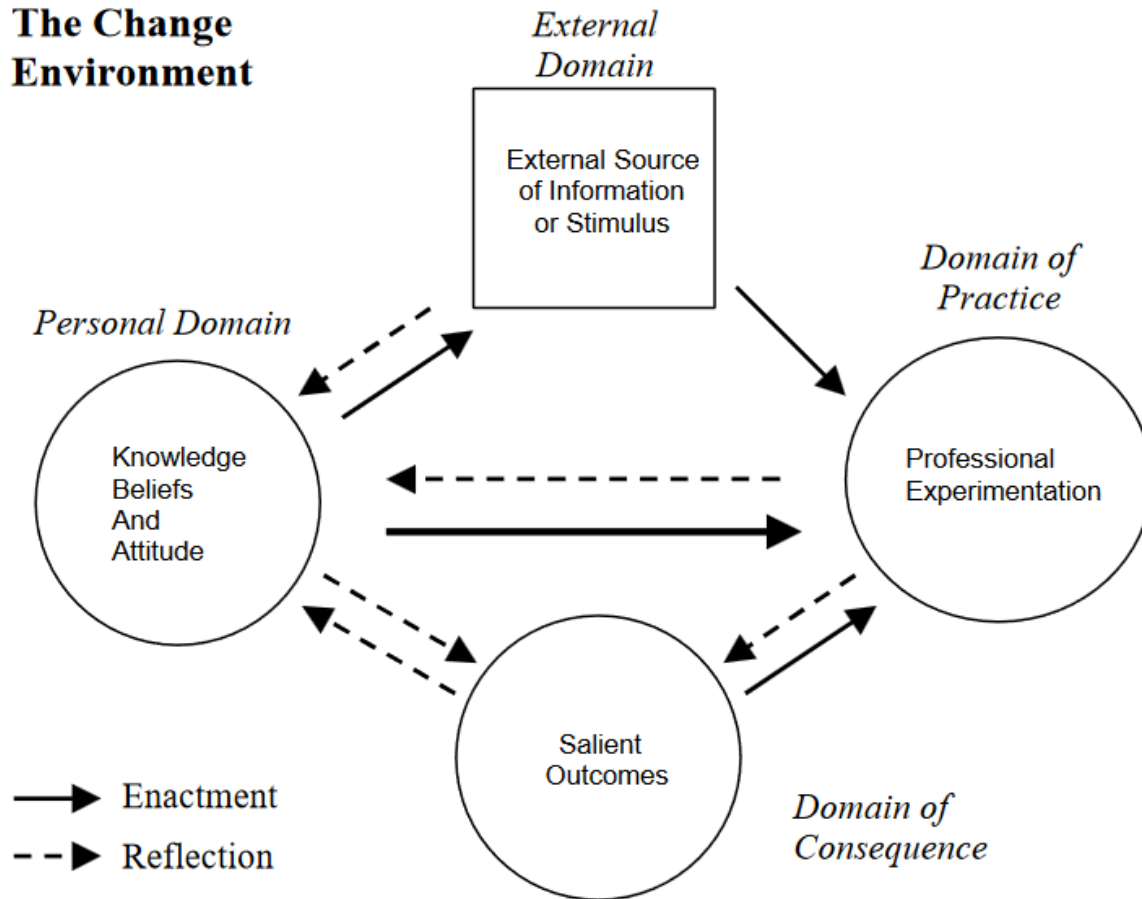 The Change
Environment
External
Domain
External Source
of Information
or Stimulus
Domain of
Practice
Personal Domain
Knowledge
Beliefs
And
Attitude
Professional
Experimentation
Salient
Outcomes
Enactment
Reflection
Domain of
Consequence